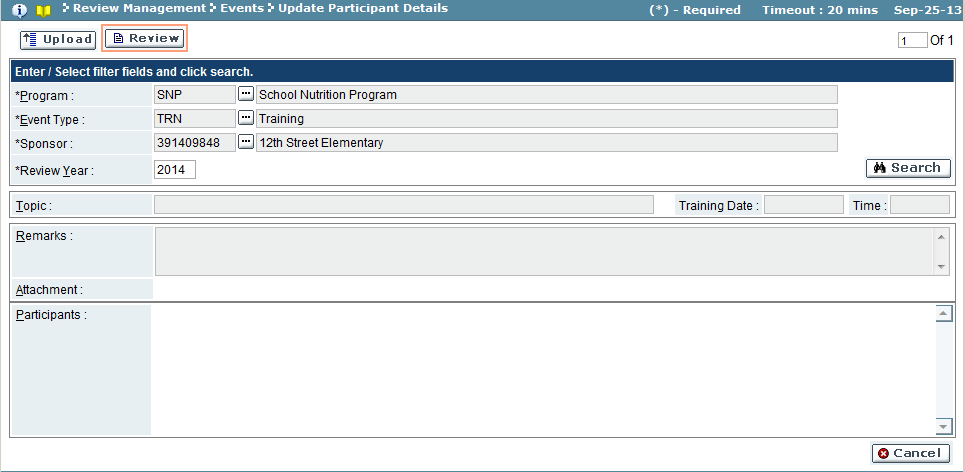 Review Management > Events > Update Participant Details (*) - Required Timeout : 20 mins Sep-25-13
Upload Review 1 Of 1
Enter / Select filter fields and click search.
*Program : SNP ... School Nutrition Program
*Event Type : TRN ... Training
*Sponsor : 391409848 ... 12th Street Elementary
*Review Year : 2014 Search
Topic : Training Date : Time :
Remarks :
Attachment :
Participants :
Cancel